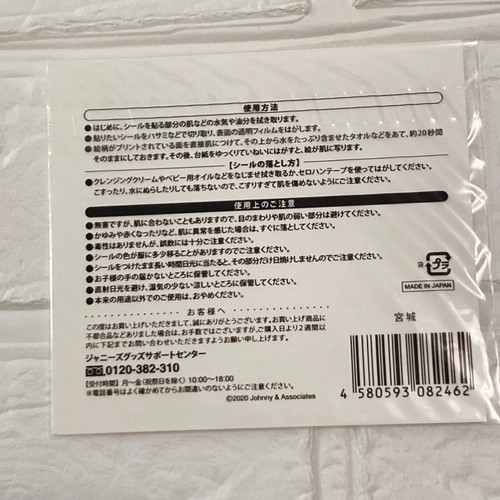 使用方法
●はじめに、シールを貼る部分の肌などの水気や油分を拭き取ります。
●貼りたいシールをハサミなどで切り取り、表面の透明フィルムをはがします。
●絵柄がプリントされている面を直接肌につけて、その上から水をたっぷり含ませたタオルなどをあて、約20秒間
そのままにしておきます。その後、台紙をゆっくりていねいにはがすと、絵が肌に写ります。
【シールの落とし方】
●クレンジングクリームやベビー用オイルなどをなじませ拭き取るか、セロハンテープを使ってはがしてください。
こすったり、水にぬらしたりしても落ちないので、こすりすぎて肌を傷めないようにご注意ください。
使用上のご注意
●無害ですが、肌に合わないこともありますので、目のまわりや肌の弱い部分は避けてください。
●かゆみや赤くなったりなど、肌に異常を感じた場合は、すぐに落としてください。
●毒性はありませんが、誤飲には十分ご注意ください。
●シールの色が服に多少移ることがありますのでご注意ください。
●シールをつけたまま長い時間日光に当たると、その部分だけ日焼けしませんのでご注意ください。
●お子様の手の届かないところに保管してください。
●直射日光を避け、湿気の少ない涼しいところに保管してください。
●本来の用途以外でのご使用は、おやめください。
袋
プラ
MADE IN JAPAN
お客様へ
この度はお買い上げいただきまして、誠にありがとうございます。お買い上げ商品に
不都合品などありました場合は、お手数ではございますが、ご購入日より2週間以
内に下記までお問い合わせいただきますようお願い申し上げます。
ジャニーズグッズサポートセンター
0120-382-310
【受付時間】月〜金(祝祭日を除く)10:00〜18:00
※電話番号はよく確かめてからお間違いのないようにおかけください。
©2020 Johnny & Associates
宮城
4 580593 082462